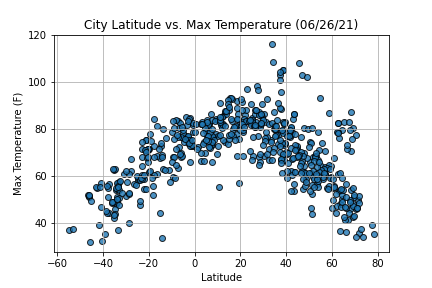 City Latitude vs. Max Temperature (06/26/21)
120
100
80
60
40
Max Temperature (F)
−60 −40 −20 0 20 40 60 80
Latitude